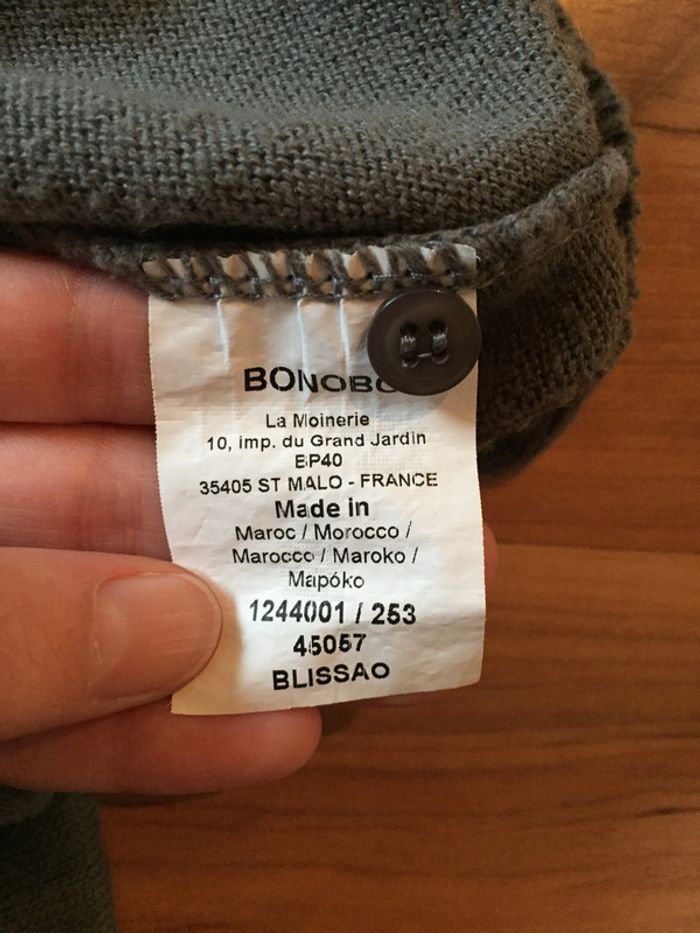 BONOBO
La Moinerie
10, imp. du Grand Jardin
BP40
35405 ST MALO - FRANCE
Made in
Maroc / Morocco /
Marocco / Maroko /
Μαρόκο
1244001 / 253
45057
BLISSAO